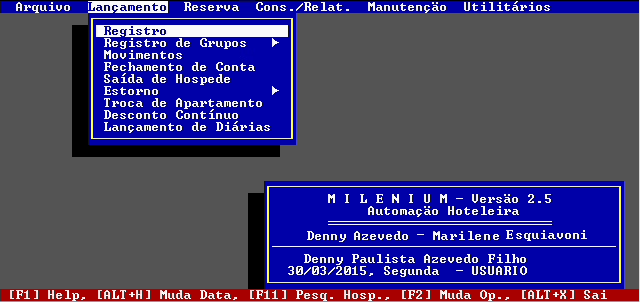 Arquivo Lançamento Reserva Cons./Relat. Manutenção Utilitários
Registro
Registro de Grupos
Movimentos
Fechamento de Conta
Saída de Hospede
Estorno
Troca de Apartamento
Desconto Contínuo
Lançamento de Diárias
M I L E N I U M - Versão 2.5
Automação Hoteleira
Denny Azevedo - Marilene Esquiavoni
Denny Paulista Azevedo Filho
30/03/2015, Segunda - USUARIO
[F1] Help, [ALT+H] Muda Data, [F11] Pesq. Hosp., [F2] Muda Op., [ALT+X] Sai